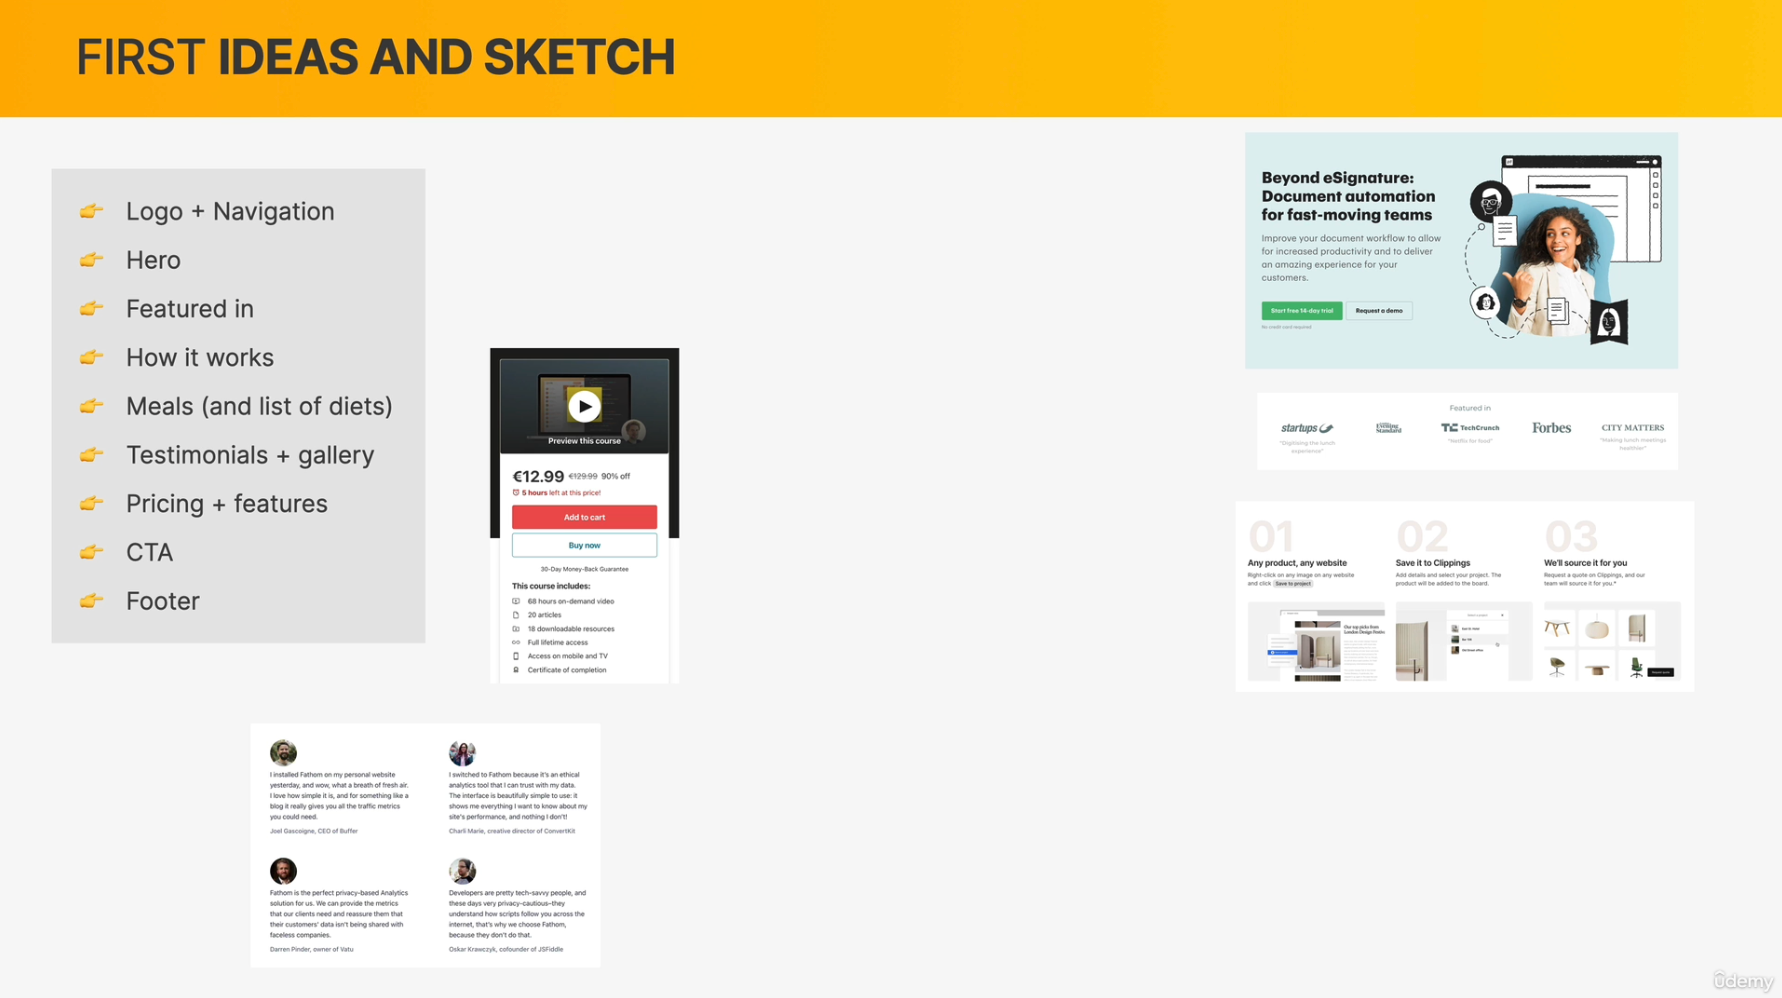 FIRST IDEAS AND SKETCH
Logo + Navigation
Hero
Featured in
How it works
Meals (and list of diets)
Testimonials + gallery
Pricing + features
CTA
Footer
Preview this course
€12.99 €129.99 90% off
5 hours left at this price!
Add to cart
Buy now
30-Day Money-Back Guarantee
This course includes:
68 hours on-demand video
20 articles
18 downloadable resources
Full lifetime access
Access on mobile and TV
Certificate of completion
Beyond eSignature:
Document automation
for fast-moving teams
Improve your document workflow to allow
for increased productivity and to deliver
an amazing experience for your
customers.
Start free 14-day trial
Request a demo
No credit card required
Featured in
startups
Evening
Standard
TechCrunch
Forbes
CITY MATTERS
"Digitising the lunch
experience"
"Netflix for food"
"Making lunch meetings
healthier"
01
Any product, any website
Right-click on any image on any website
and click Save to project
02
Save it to Clippings
Add details and select your project. The
product will be added to the board.
03
We'll source it for you
Request a quote on Clippings, and our
team will source it for you.*
Our top picks from
London Design Festiv
I installed Fathom on my personal website
yesterday, and wow, what a breath of fresh air.
I love how simple it is, and for something like a
blog it really gives you all the traffic metrics
you could need.
Joel Gascoigne, CEO of Buffer
I switched to Fathom because it's an ethical
analytics tool that I can trust with my data.
The interface is beautifully simple to use: it
shows me everything I want to know about my
site's performance, and nothing I don't!
Charli Marie, creative director of ConvertKit
Fathom is the perfect privacy-based Analytics
solution for us. We can provide the metrics
that our clients need and reassure them that
their customers' data isn't being shared with
faceless companies.
Darren Pinder, owner of Vatu
Developers are pretty tech-savvy people, and
these days very privacy-cautious–they
understand how scripts follow you across the
internet, that's why we choose Fathom,
because they don't do that.
Oskar Krawczyk, cofounder of JSFiddle
ûdemy